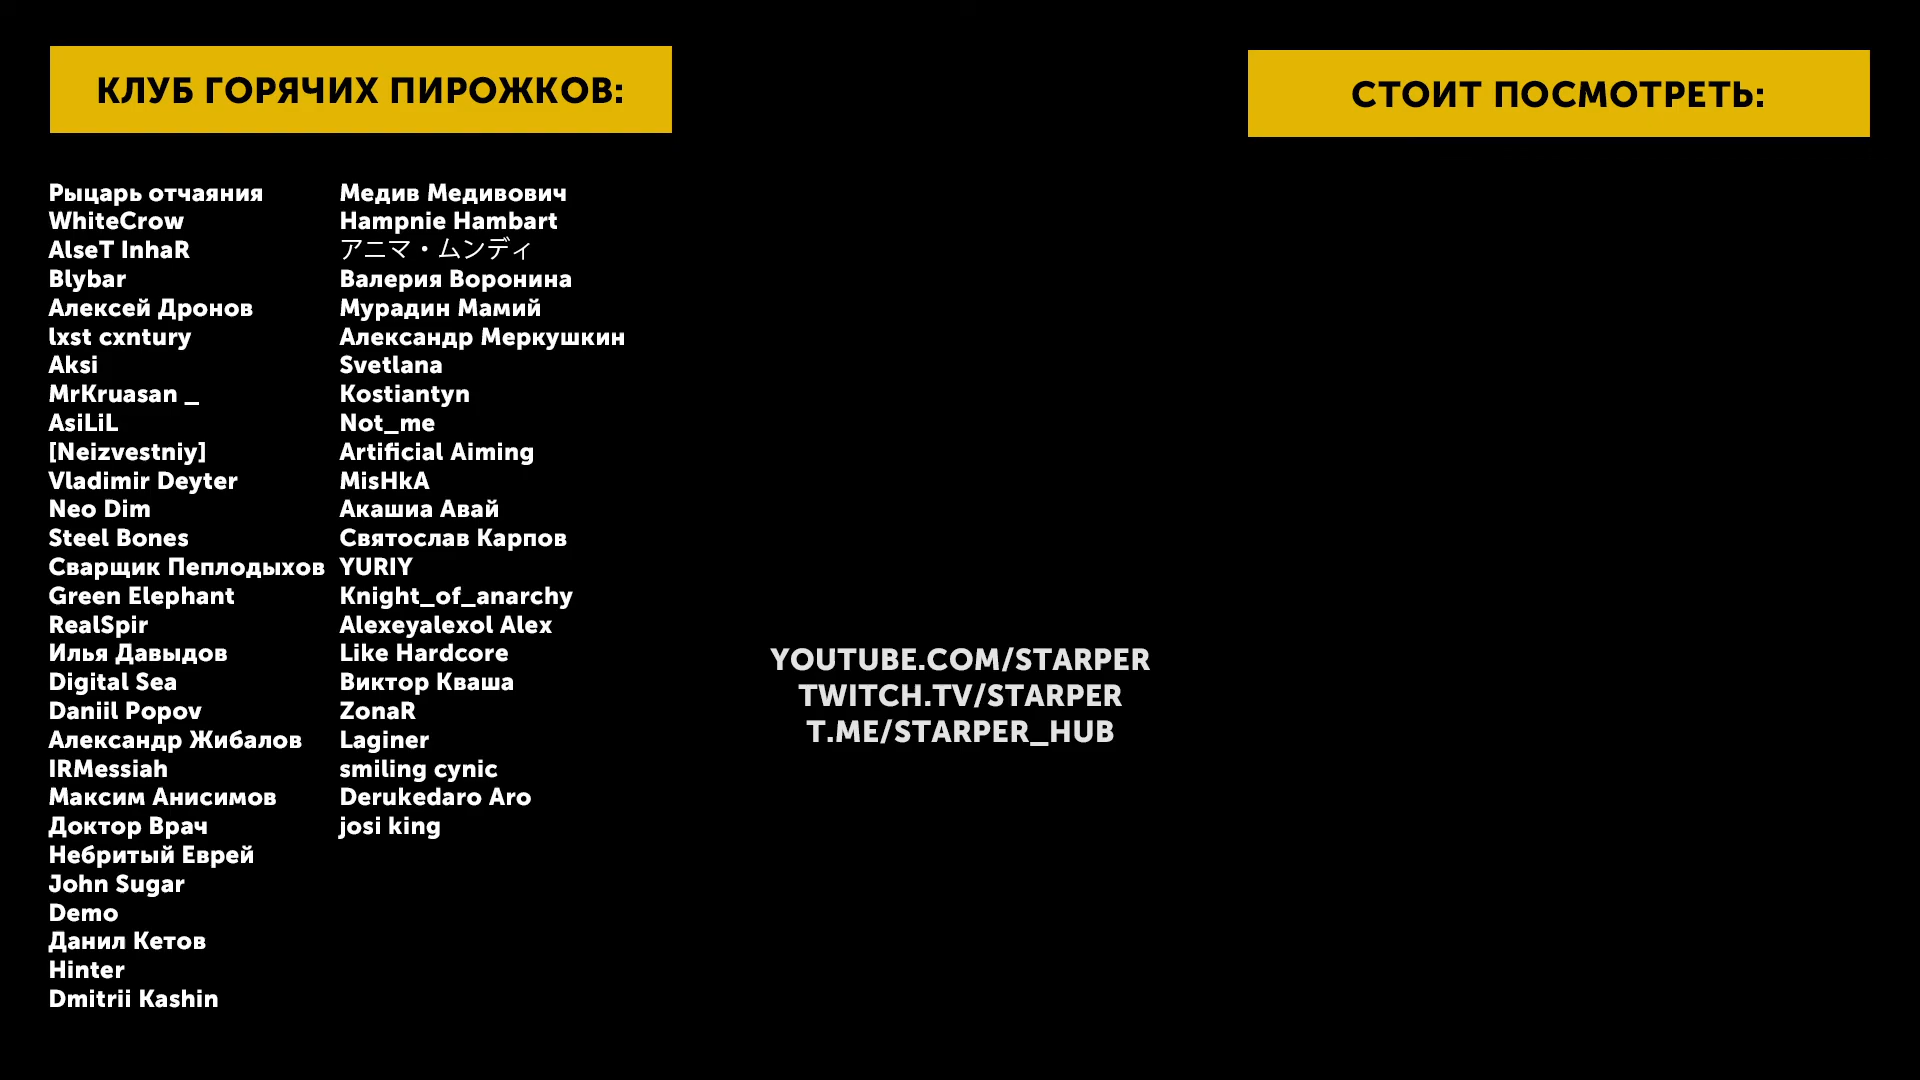 КЛУБ ГОРЯЧИХ ПИРОЖКОВ:
Рыцарь отчаяния
WhiteCrow
AlseT InhaR
Blybar
Алексей Дронов
lxst cxntury
Aksi
MrKruasan _
AsiLiL
[Neizvestniy]
Vladimir Deyter
Neo Dim
Steel Bones
Сварщик Пеплодыхов
Green Elephant
RealSpir
Илья Давыдов
Digital Sea
Daniil Popov
Александр Жибалов
IRMessiah
Максим Анисимов
Доктор Врач
Небритый Еврей
John Sugar
Demo
Данил Кетов
Hinter
Dmitrii Kashin
Медив Медивович
Hampnie Hambart
アニマ・ムンディ
Валерия Воронина
Мурадин Мамий
Александр Меркушкин
Svetlana
Kostiantyn
Not_me
Artificial Aiming
MisHkA
Акашиа Авай
Святослав Карпов
YURIY
Knight_of_anarchy
Alexeyalexol Alex
Like Hardcore
Виктор Кваша
ZonaR
Laginer
smiling cynic
Derukedaro Aro
josi king
YOUTUBE.COM/STARPER
TWITCH.TV/STARPER
T.ME/STARPER_HUB
СТОИТ ПОСМОТРЕТЬ: